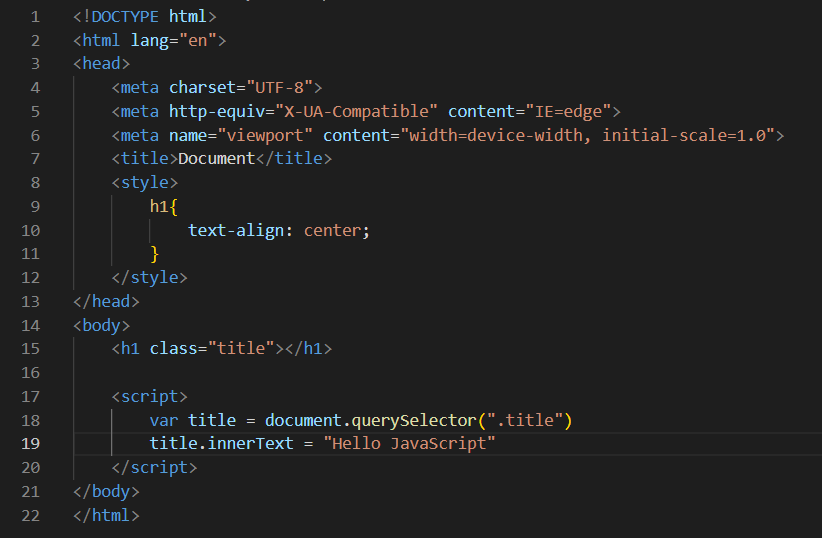 1 <!DOCTYPE html>
2 <html lang="en">
3 <head>
4     <meta charset="UTF-8">
5     <meta http-equiv="X-UA-Compatible" content="IE=edge">
6     <meta name="viewport" content="width=device-width, initial-scale=1.0">
7     <title>Document</title>
8     <style>
9         h1{
10             text-align: center;
11         }
12     </style>
13 </head>
14 <body>
15     <h1 class="title"></h1>
16
17     <script>
18         var title = document.querySelector(".title")
19         title.innerText = "Hello JavaScript"
20     </script>
21 </body>
22 </html>